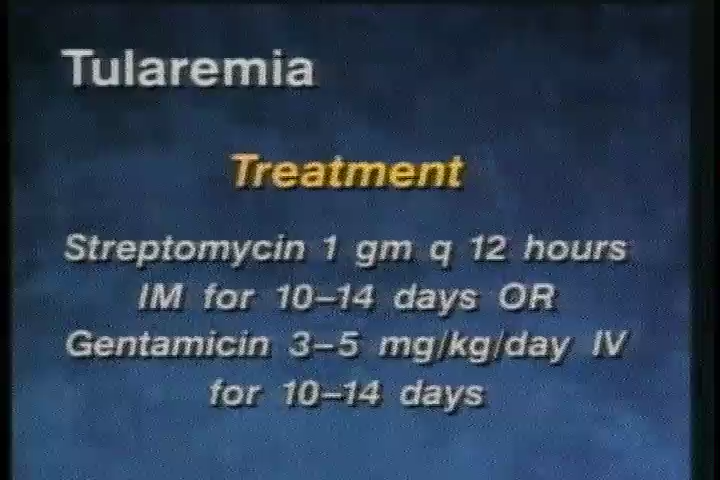 Tularemia
Treatment
Streptomycin 1 gm q 12 hours
IM for 10–14 days OR
Gentamicin 3–5 mg/kg/day IV
for 10–14 days